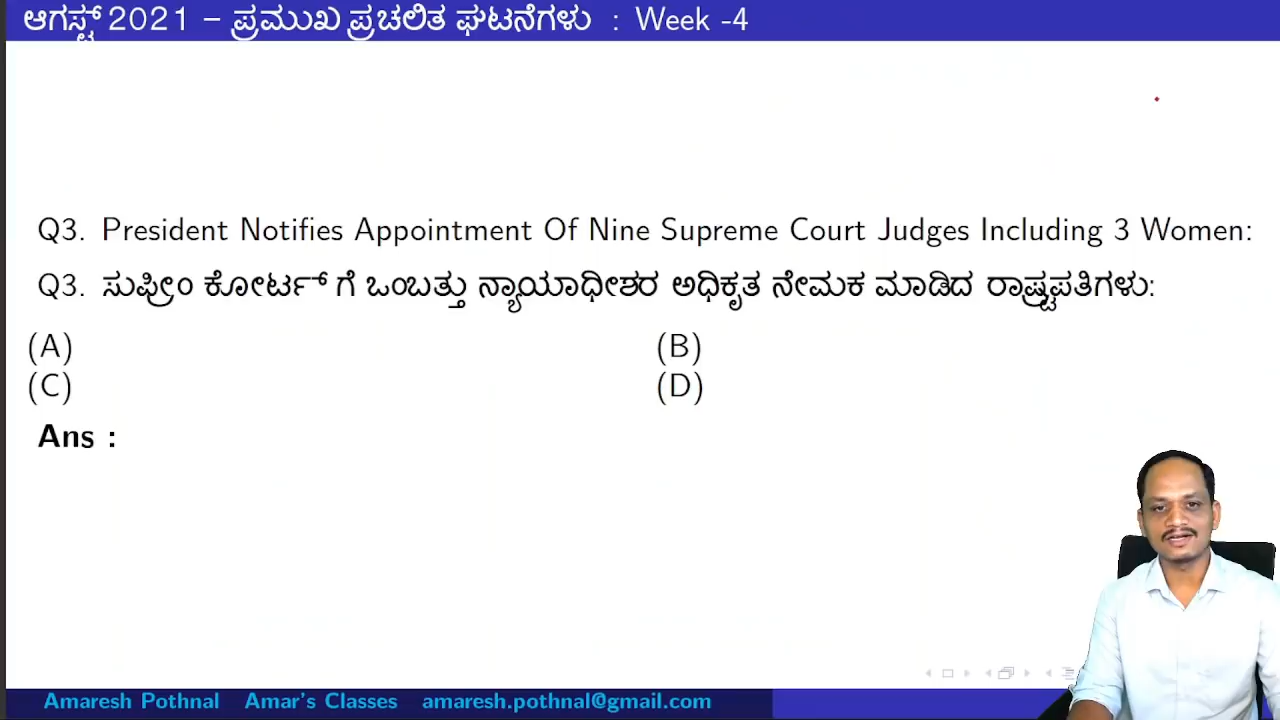 ಆಗಸ್ಟ್ 2021 – ಪ್ರಮುಖ ಪ್ರಚಲಿತ ಘಟನೆಗಳು : Week -4
Q3. President Notifies Appointment Of Nine Supreme Court Judges Including 3 Women:
Q3. ಸುಪ್ರೀಂ ಕೋರ್ಟ್ ಗೆ ಒಂಬತ್ತು ನ್ಯಾಯಾಧೀಶರ ಅಧಿಕೃತ ನೇಮಕ ಮಾಡಿದ ರಾಷ್ಟ್ರಪತಿಗಳು:
(A) (B)
(C) (D)
Ans :
Amaresh Pothnal Amar's Classes amaresh.pothnal@gmail.com